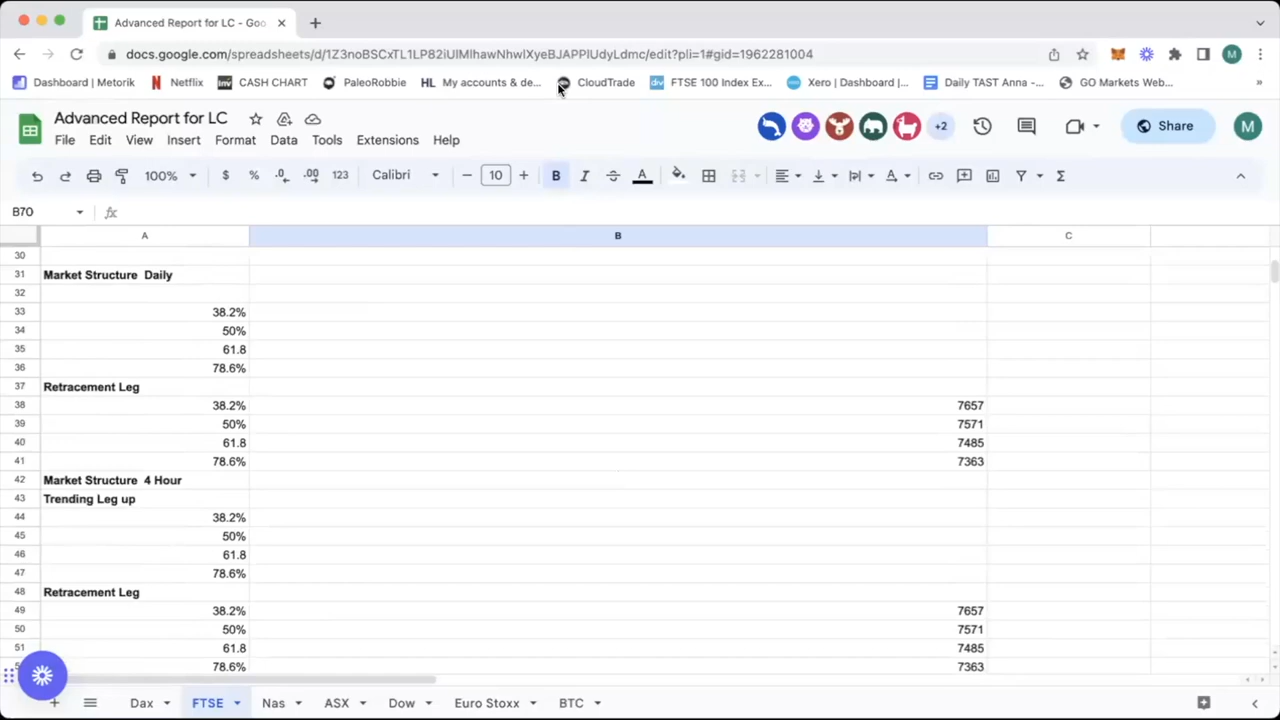 Advanced Report for LC - Goo
docs.google.com/spreadsheets/d/1Z3noBSCxTL1LP82iUlMlhawNhwlXyeBJAPPlUdyLdmc/edit?pli=1#gid=1962281004
M
Dashboard | Metorik
Netflix
inv CASH CHART
PaleoRobbie
HL My accounts & de...
CloudTrade
dv FTSE 100 Index Ex...
Xero | Dashboard |...
Daily TAST Anna -...
GO Markets Web...
»
Advanced Report for LC
+2
Share
M
File Edit View Insert Format Data Tools Extensions Help
100% $ % .0 .00 123 Calibri - 10 + B I S A Σ
B70 fx
A B C
30
31 Market Structure Daily
32
33 38.2%
34 50%
35 61.8
36 78.6%
37 Retracement Leg
38 38.2% 7657
39 50% 7571
40 61.8 7485
41 78.6% 7363
42 Market Structure 4 Hour
43 Trending Leg up
44 38.2%
45 50%
46 61.8
47 78.6%
48 Retracement Leg
49 38.2% 7657
50 50% 7571
51 61.8 7485
78.6% 7363
Dax FTSE Nas ASX Dow Euro Stoxx BTC